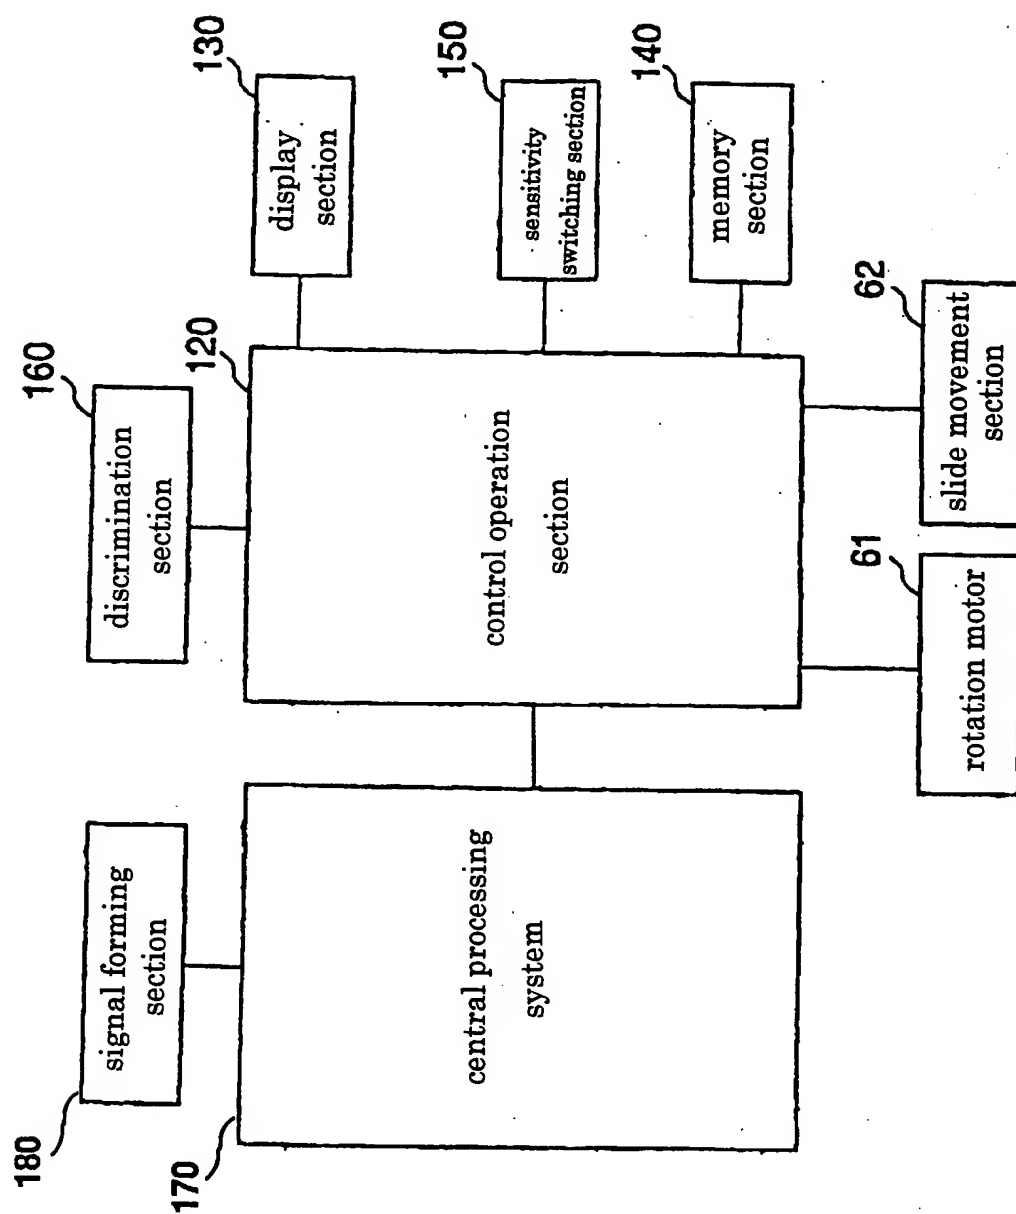 180
signal forming
section
170
central processing
system
160
discrimination
section
120
control operation
section
130
display
section
150
sensitivity
switching section
140
memory
section
61
rotation motor
62
slide movement
section